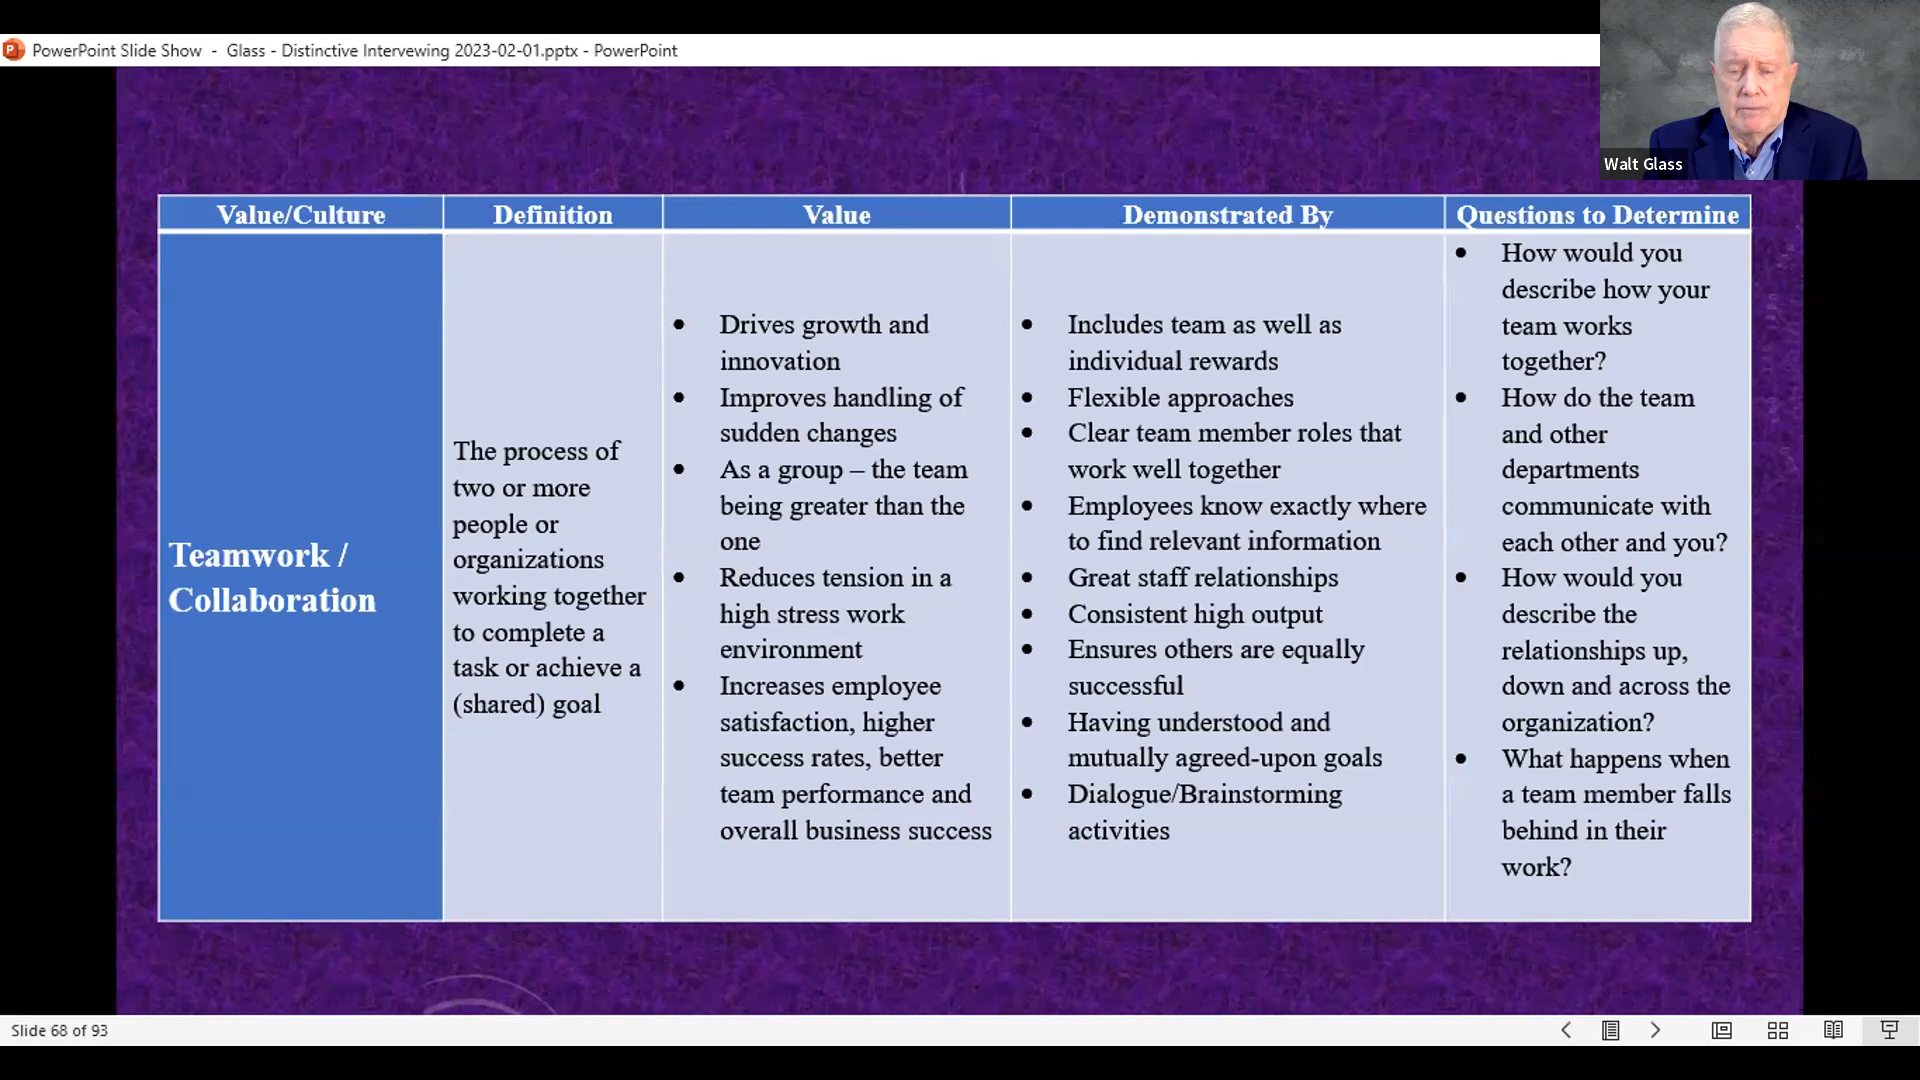 PowerPoint Slide Show - Glass - Distinctive Intervewing 2023-02-01.pptx - PowerPoint
Walt Glass
Value/Culture
Definition
Value
Demonstrated By
Questions to Determine
Teamwork /
Collaboration
The process of
two or more
people or
organizations
working together
to complete a
task or achieve a
(shared) goal
• Drives growth and
innovation
• Improves handling of
sudden changes
• As a group – the team
being greater than the
one
• Reduces tension in a
high stress work
environment
• Increases employee
satisfaction, higher
success rates, better
team performance and
overall business success
• Includes team as well as
individual rewards
• Flexible approaches
• Clear team member roles that
work well together
• Employees know exactly where
to find relevant information
• Great staff relationships
• Consistent high output
• Ensures others are equally
successful
• Having understood and
mutually agreed-upon goals
• Dialogue/Brainstorming
activities
• How would you
describe how your
team works
together?
• How do the team
and other
departments
communicate with
each other and you?
• How would you
describe the
relationships up,
down and across the
organization?
• What happens when
a team member falls
behind in their
work?
Slide 68 of 93